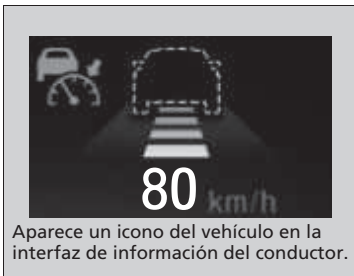 80 km/h
Aparece un icono del vehículo en la
interfaz de información del conductor.